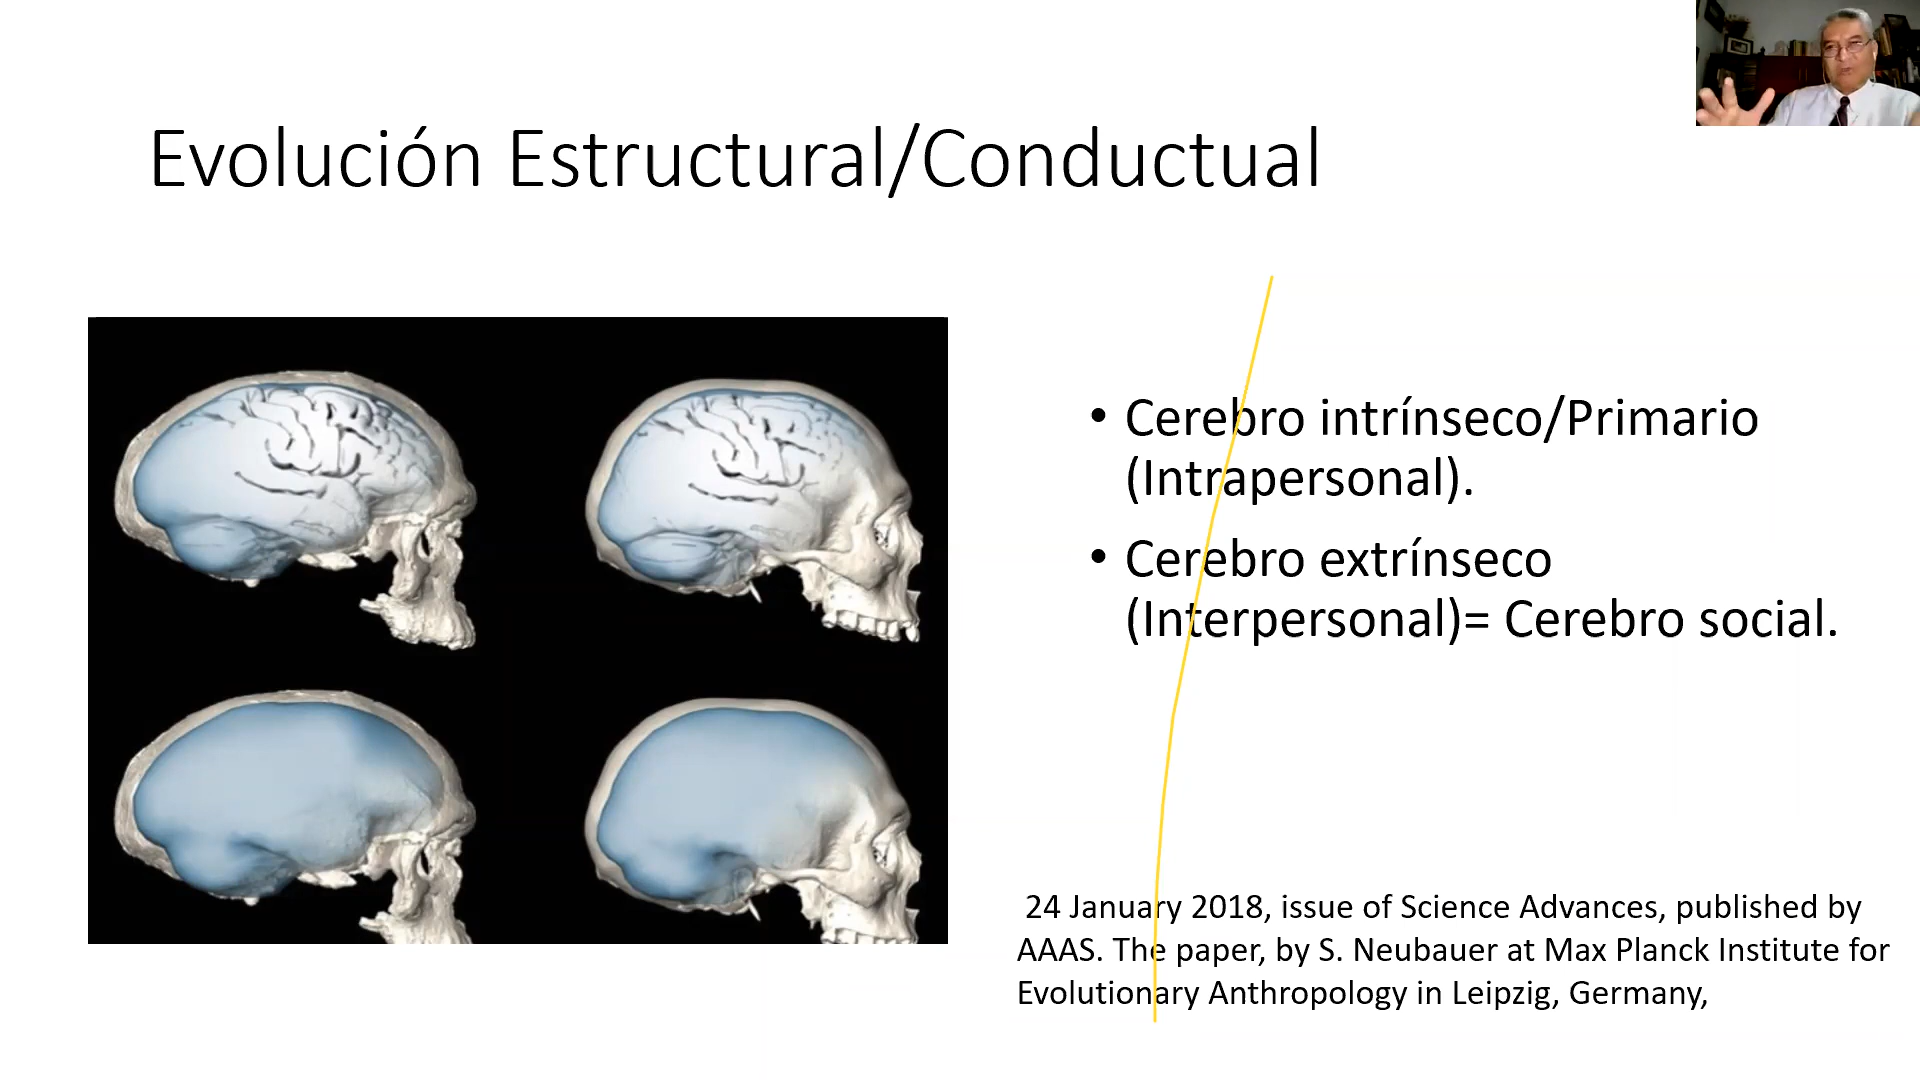 Evolución Estructural/Conductual
• Cerebro intrínseco/Primario
(Intrapersonal).
• Cerebro extrínseco
(Interpersonal)= Cerebro social.
24 January 2018, issue of Science Advances, published by
AAAS. The paper, by S. Neubauer at Max Planck Institute for
Evolutionary Anthropology in Leipzig, Germany,